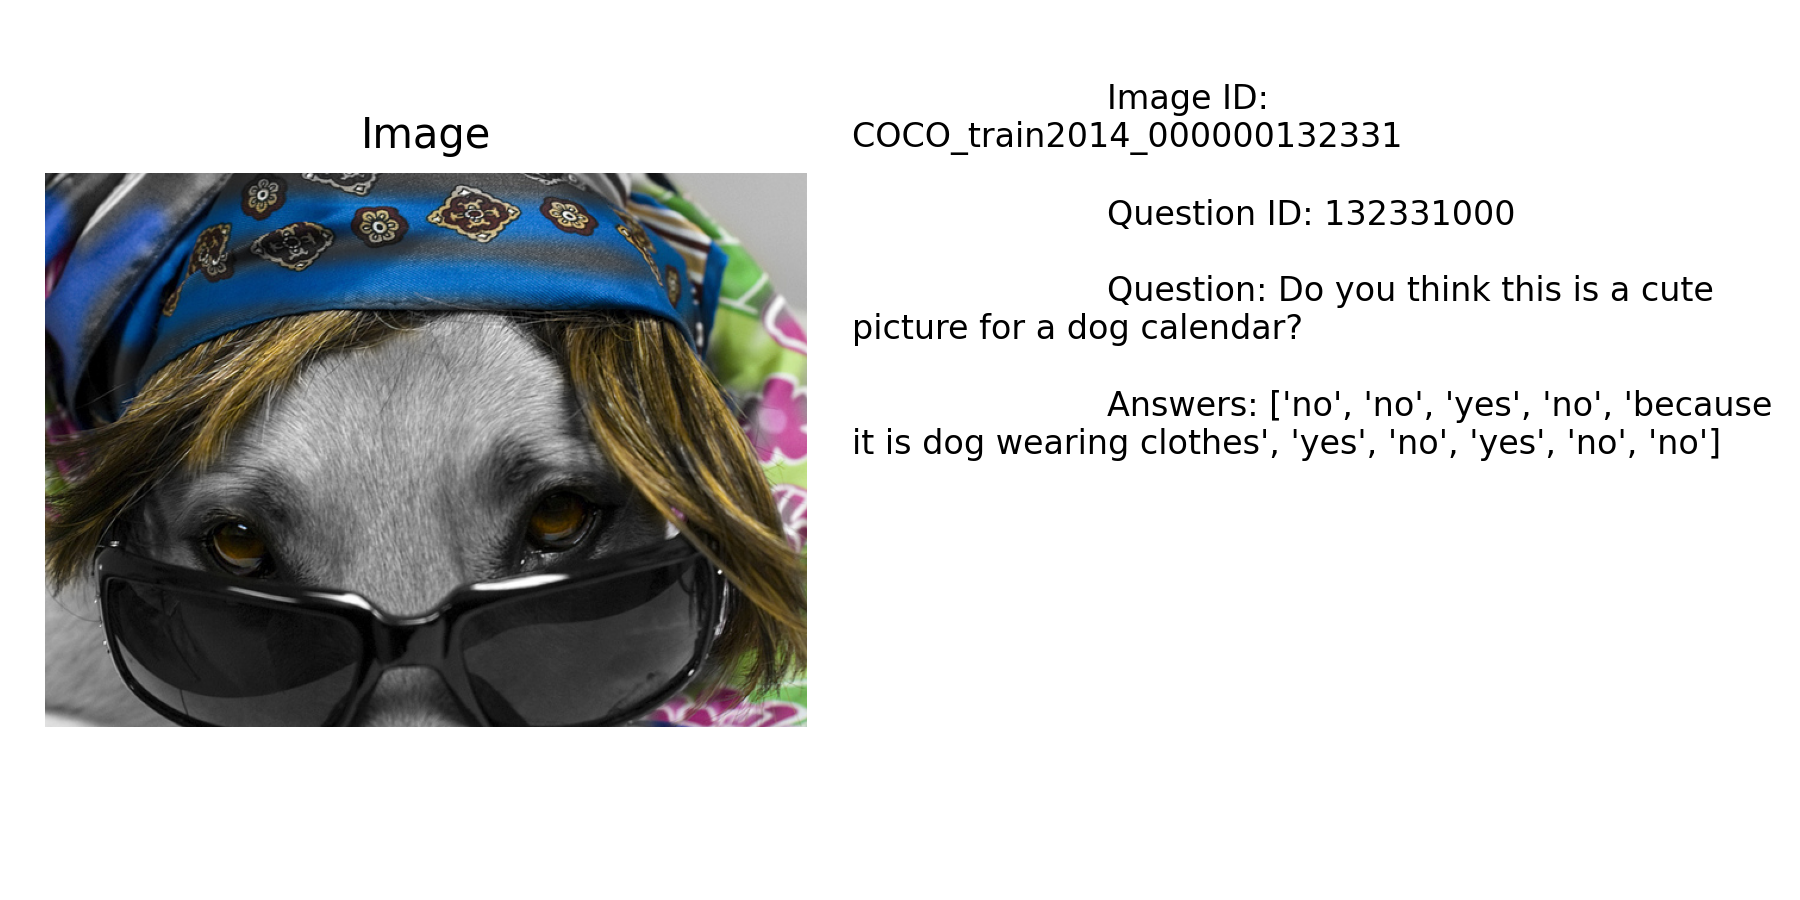 Image
Image ID:
COCO_train2014_000000132331
Question ID: 132331000
Question: Do you think this is a cute
picture for a dog calendar?
Answers: ['no', 'no', 'yes', 'no', 'because
it is dog wearing clothes', 'yes', 'no', 'yes', 'no', 'no']